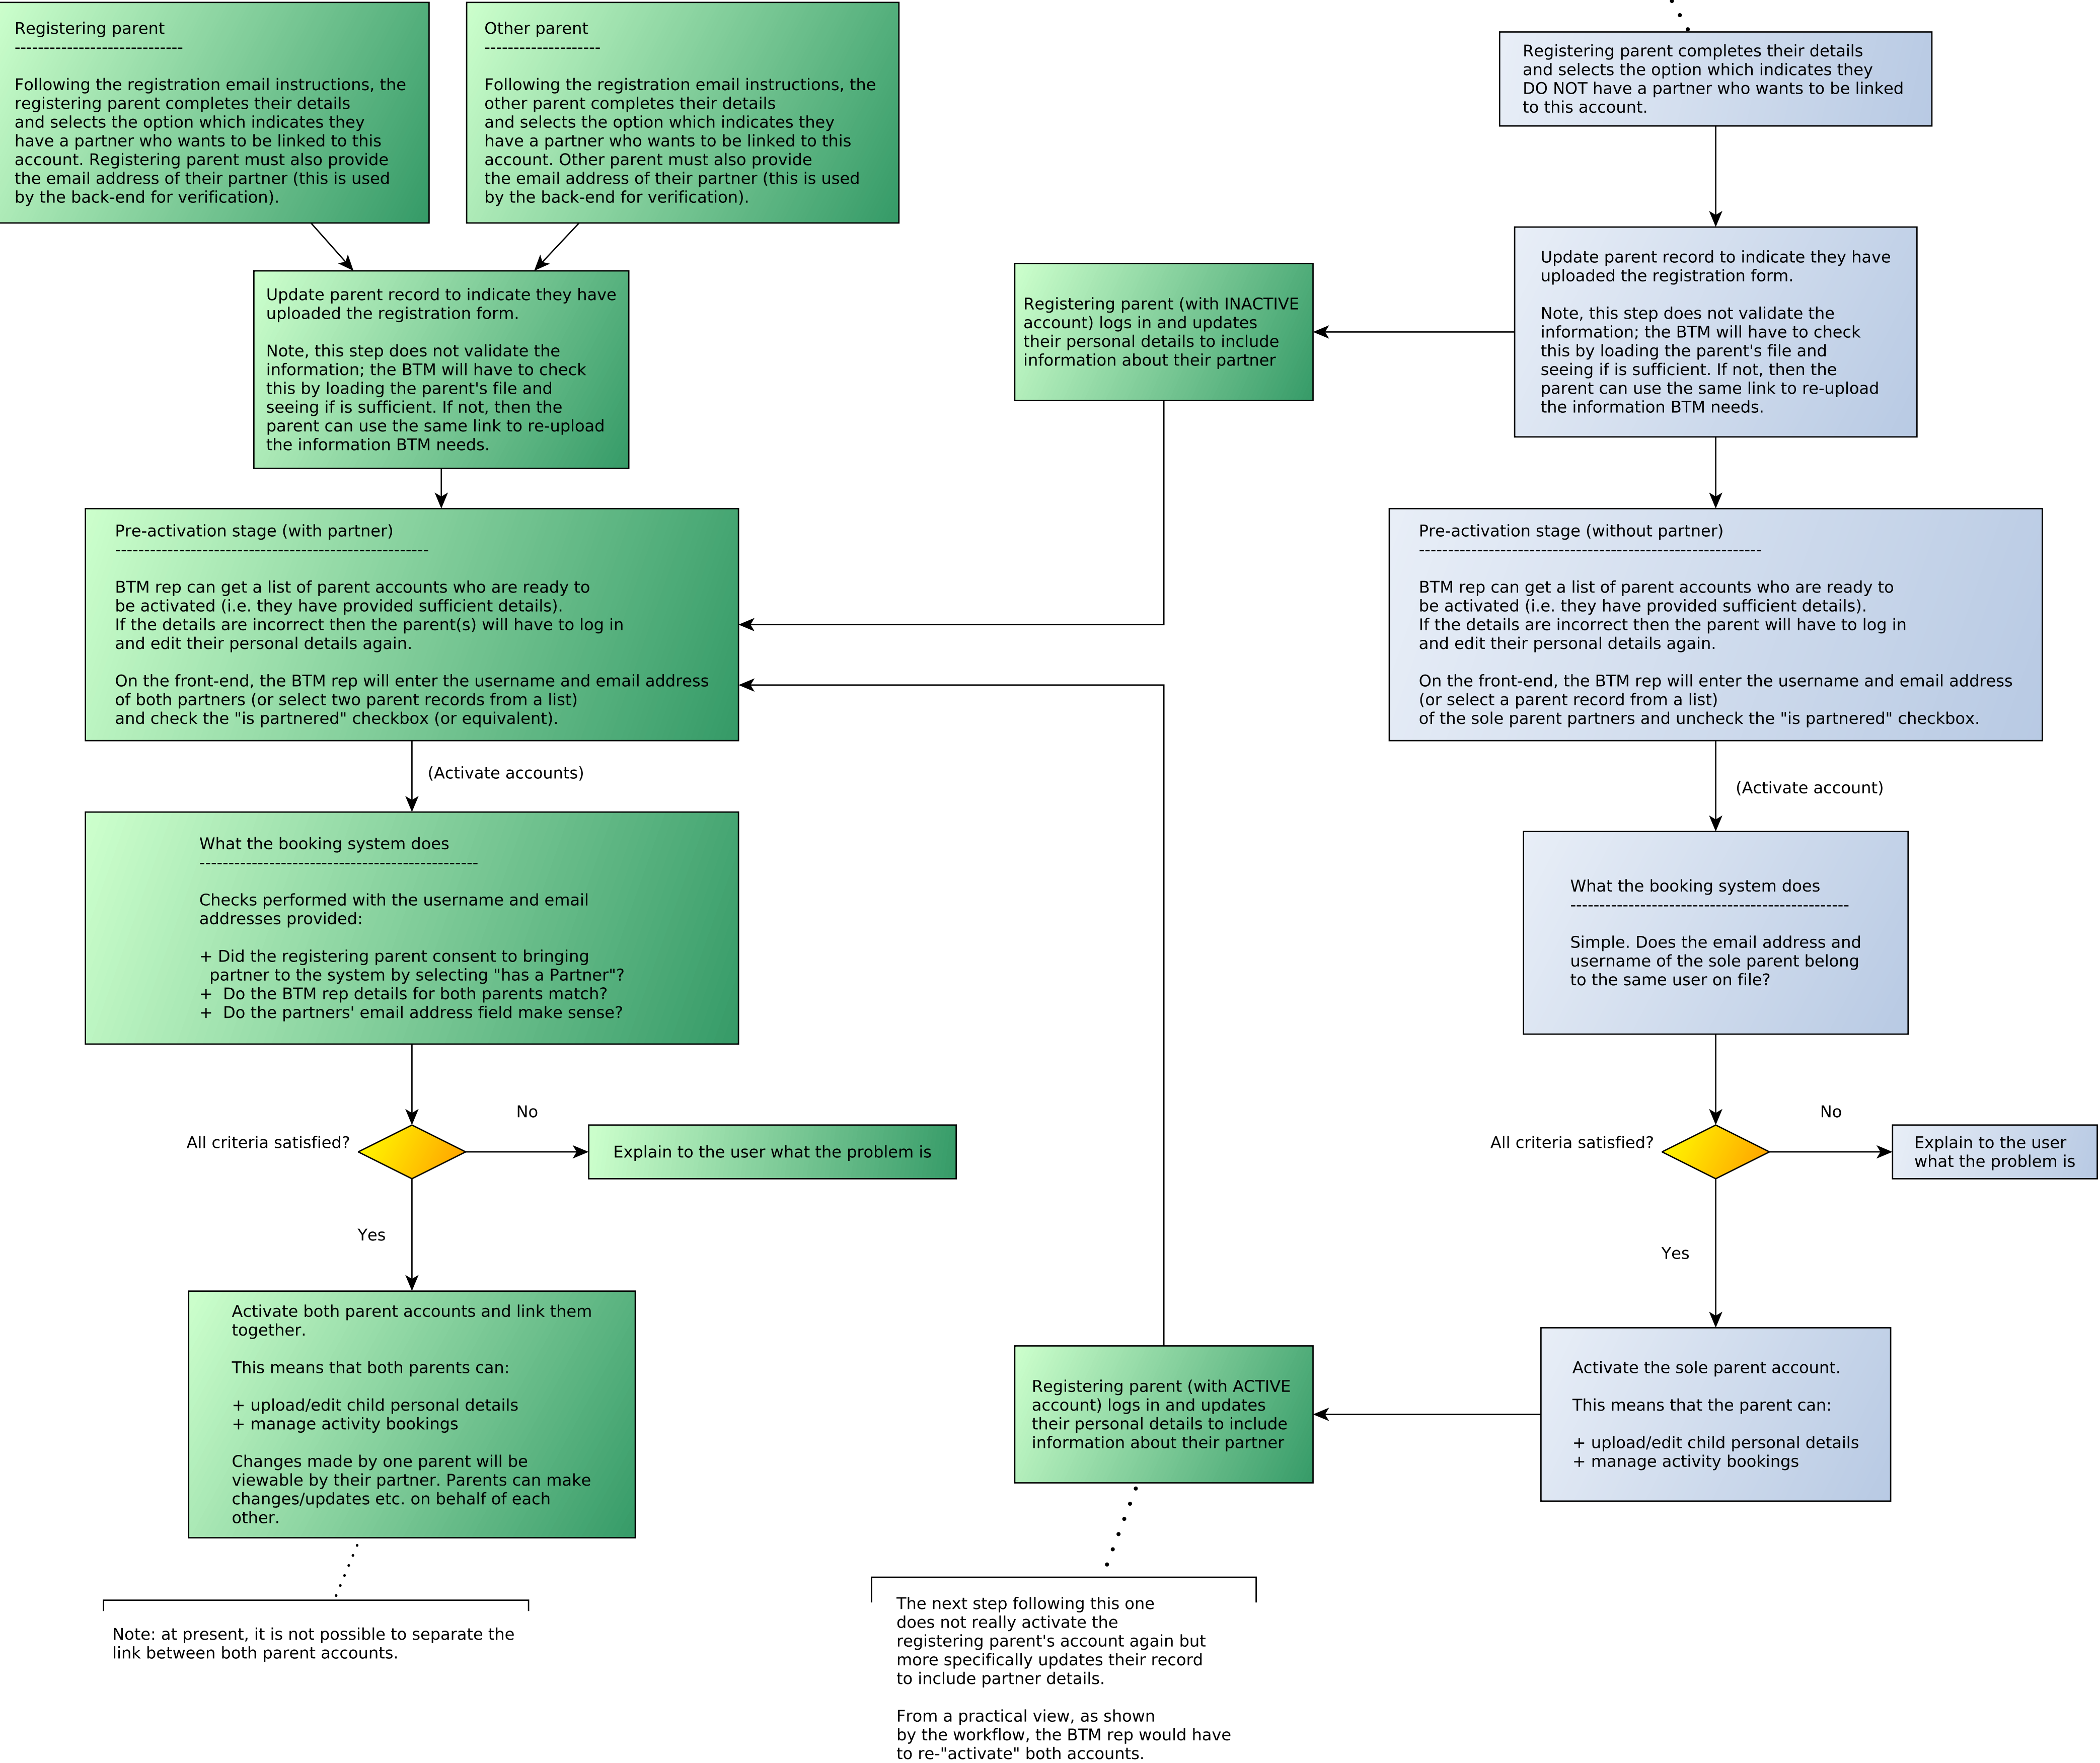 Registering parent
-----------------------------
Following the registration email instructions, the
registering parent completes their details
and selects the option which indicates they
have a partner who wants to be linked to this
account. Registering parent must also provide
the email address of their partner (this is used
by the back-end for verification).
Other parent
--------------------
Following the registration email instructions, the
other parent completes their details
and selects the option which indicates they
have a partner who wants to be linked to this
account. Other parent must also provide
the email address of their partner (this is used
by the back-end for verification).
Registering parent completes their details
and selects the option which indicates they
DO NOT have a partner who wants to be linked
to this account.
Update parent record to indicate they have
uploaded the registration form.
Note, this step does not validate the
information; the BTM will have to check
this by loading the parent's file and
seeing if is sufficient. If not, then the
parent can use the same link to re-upload
the information BTM needs.
Registering parent (with INACTIVE
account) logs in and updates
their personal details to include
information about their partner
Update parent record to indicate they have
uploaded the registration form.
Note, this step does not validate the
information; the BTM will have to check
this by loading the parent's file and
seeing if is sufficient. If not, then the
parent can use the same link to re-upload
the information BTM needs.
Pre-activation stage (with partner)
------------------------------------------------------
BTM rep can get a list of parent accounts who are ready to
be activated (i.e. they have provided sufficient details).
If the details are incorrect then the parent(s) will have to log in
and edit their personal details again.
On the front-end, the BTM rep will enter the username and email address
of both partners (or select two parent records from a list)
and check the "is partnered" checkbox (or equivalent).
Pre-activation stage (without partner)
-----------------------------------------------------------
BTM rep can get a list of parent accounts who are ready to
be activated (i.e. they have provided sufficient details).
If the details are incorrect then the parent will have to log in
and edit their personal details again.
On the front-end, the BTM rep will enter the username and email address
(or select a parent record from a list)
of the sole parent partners and uncheck the "is partnered" checkbox.
(Activate accounts)
(Activate account)
What the booking system does
------------------------------------------------
Checks performed with the username and email
addresses provided:
+ Did the registering parent consent to bringing
partner to the system by selecting "has a Partner"?
+  Do the BTM rep details for both parents match?
+  Do the partners' email address field make sense?
What the booking system does
------------------------------------------------
Simple. Does the email address and
username of the sole parent belong
to the same user on file?
All criteria satisfied?
No
Explain to the user what the problem is
Yes
All criteria satisfied?
No
Explain to the user
what the problem is
Yes
Activate both parent accounts and link them
together.
This means that both parents can:
+ upload/edit child personal details
+ manage activity bookings
Changes made by one parent will be
viewable by their partner. Parents can make
changes/updates etc. on behalf of each
other.
Registering parent (with ACTIVE
account) logs in and updates
their personal details to include
information about their partner
Activate the sole parent account.
This means that the parent can:
+ upload/edit child personal details
+ manage activity bookings
Note: at present, it is not possible to separate the
link between both parent accounts.
The next step following this one
does not really activate the
registering parent's account again but
more specifically updates their record
to include partner details.
From a practical view, as shown
by the workflow, the BTM rep would have
to re-"activate" both accounts.